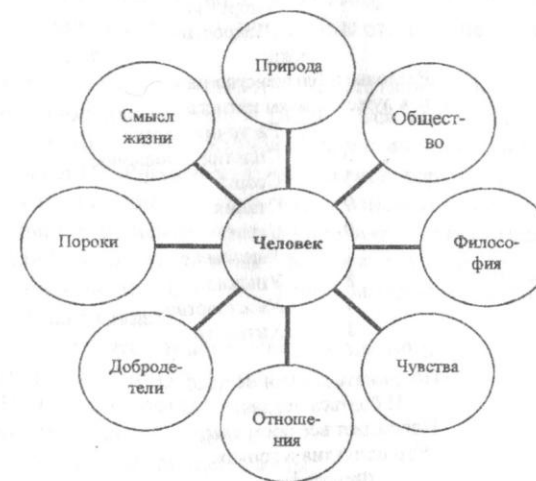 Природа
Общест-
во
Смысл
жизни
Пороки
Человек
Филосо-
фия
Доброде-
тели
Чувства
Отноше-
ния